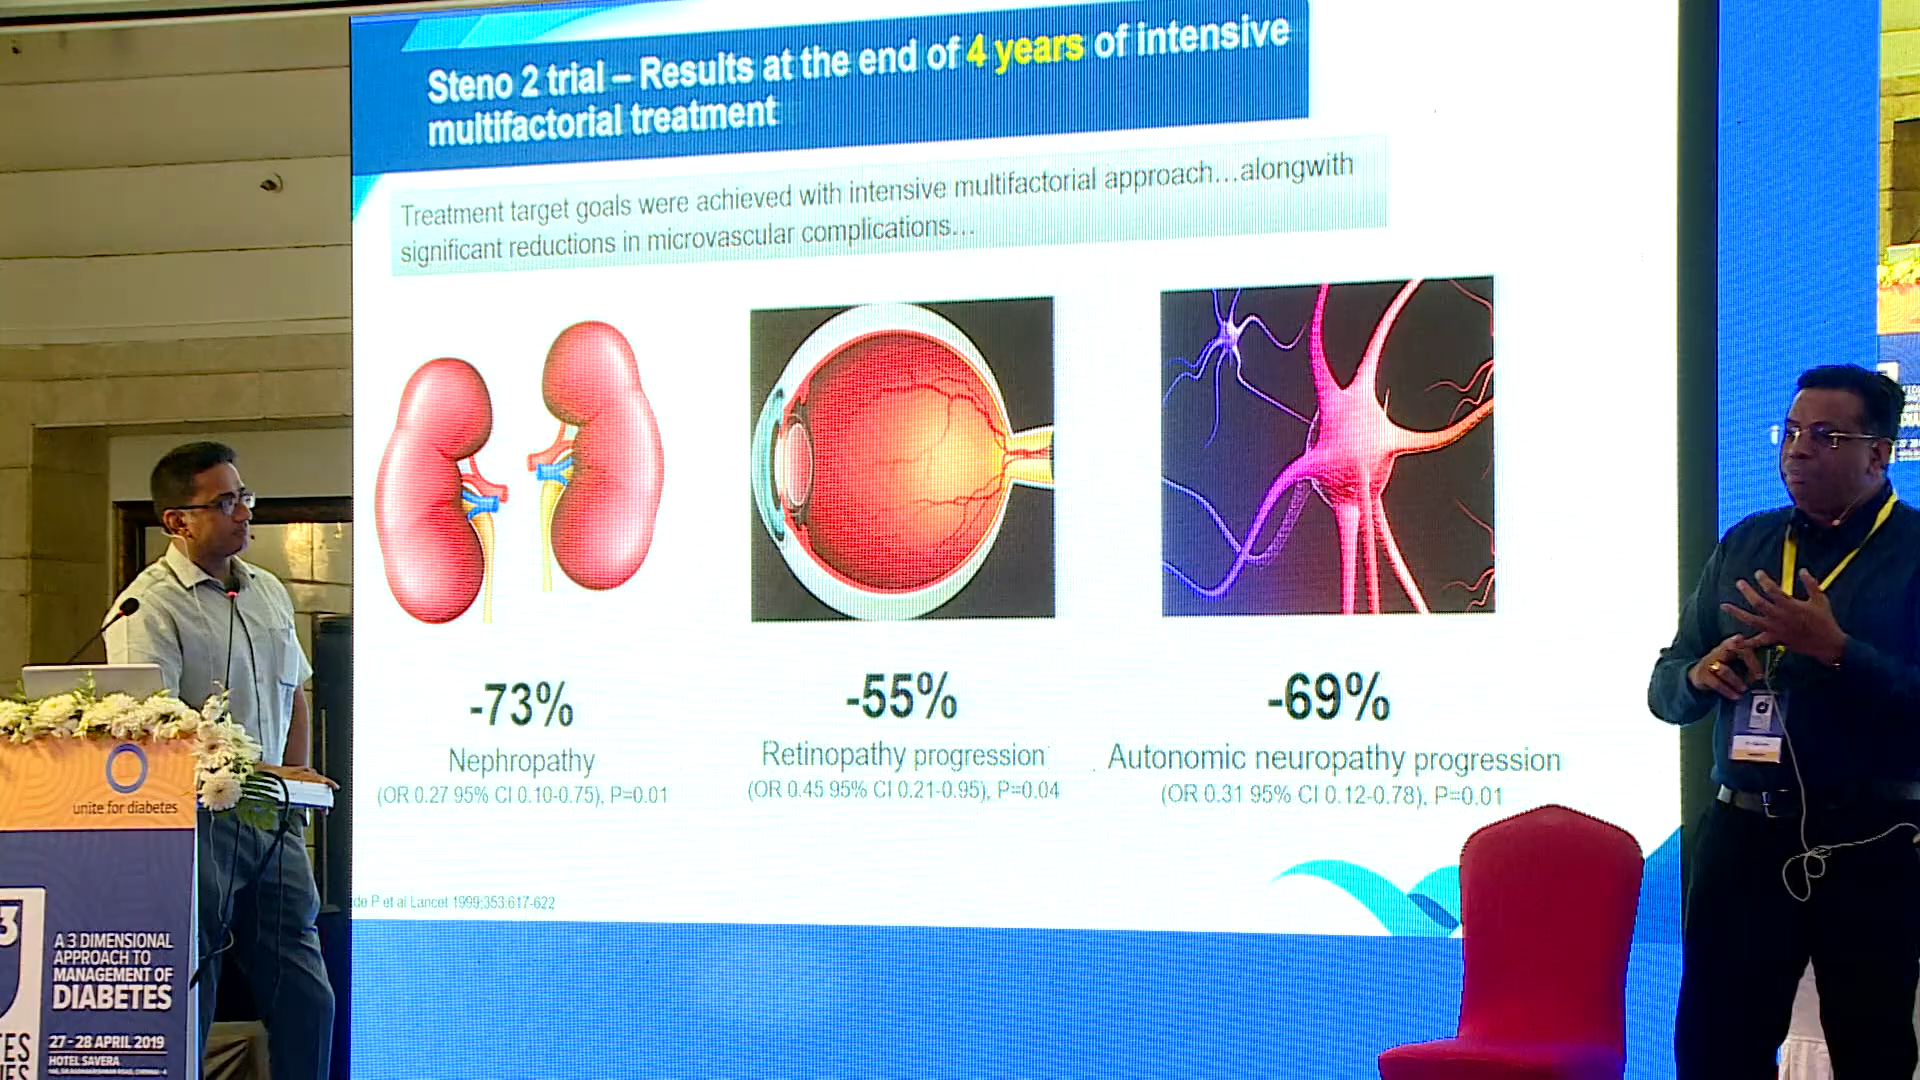 Steno 2 trial – Results at the end of 4 years of intensive
multifactorial treatment
Treatment target goals were achieved with intensive multifactorial approach…alongwith
significant reductions in microvascular complications…
-73%
Nephropathy
(OR 0.27 95% CI 0.10-0.75), P=0.01
-55%
Retinopathy progression
(OR 0.45 95% CI 0.21-0.95), P=0.04
-69%
Autonomic neuropathy progression
(OR 0.31 95% CI 0.12-0.78), P=0.01
de P et al Lancet 1999;353:617-622
unite for diabetes
3
A 3 DIMENSIONAL
APPROACH TO
MANAGEMENT OF
DIABETES
27 - 28 APRIL 2019
HOTEL SAVERA